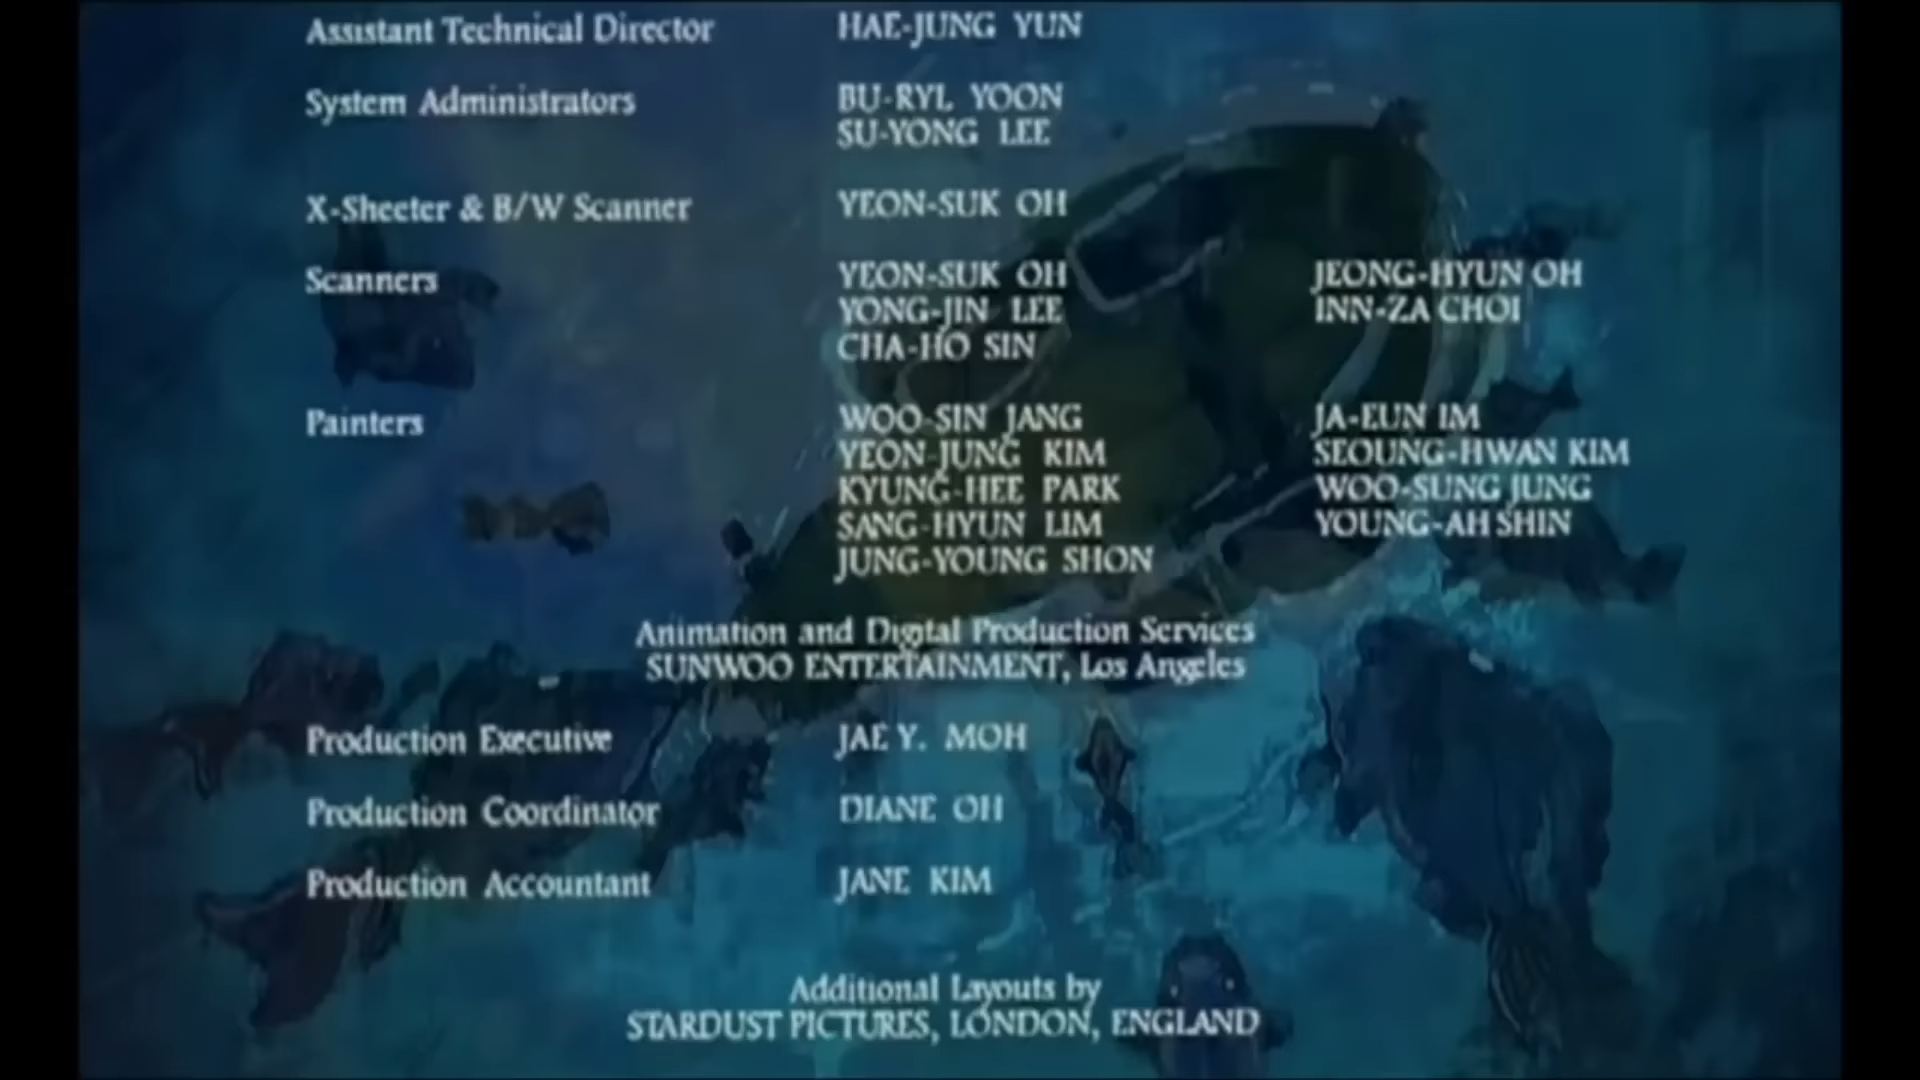 Assistant Technical Director HAE-JUNG YUN
System Administrators BU-RYL YOON
SU-YONG LEE
X-Sheeter & B/W Scanner YEON-SUK OH
Scanners YEON-SUK OH JEONG-HYUN OH
YONG-JIN LEE INN-ZA CHOI
CHA-HO SIN
Painters WOO-SIN JANG JA-EUN IM
YEON-JUNG KIM SEOUNG-HWAN KIM
KYUNG-HEE PARK WOO-SUNG JUNG
SANG-HYUN LIM YOUNG-AH SHIN
JUNG-YOUNG SHON
Animation and Digital Production Services
SUNWOO ENTERTAINMENT, Los Angeles
Production Executive JAE Y. MOH
Production Coordinator DIANE OH
Production Accountant JANE KIM
Additional Layouts by
STARDUST PICTURES, LONDON, ENGLAND